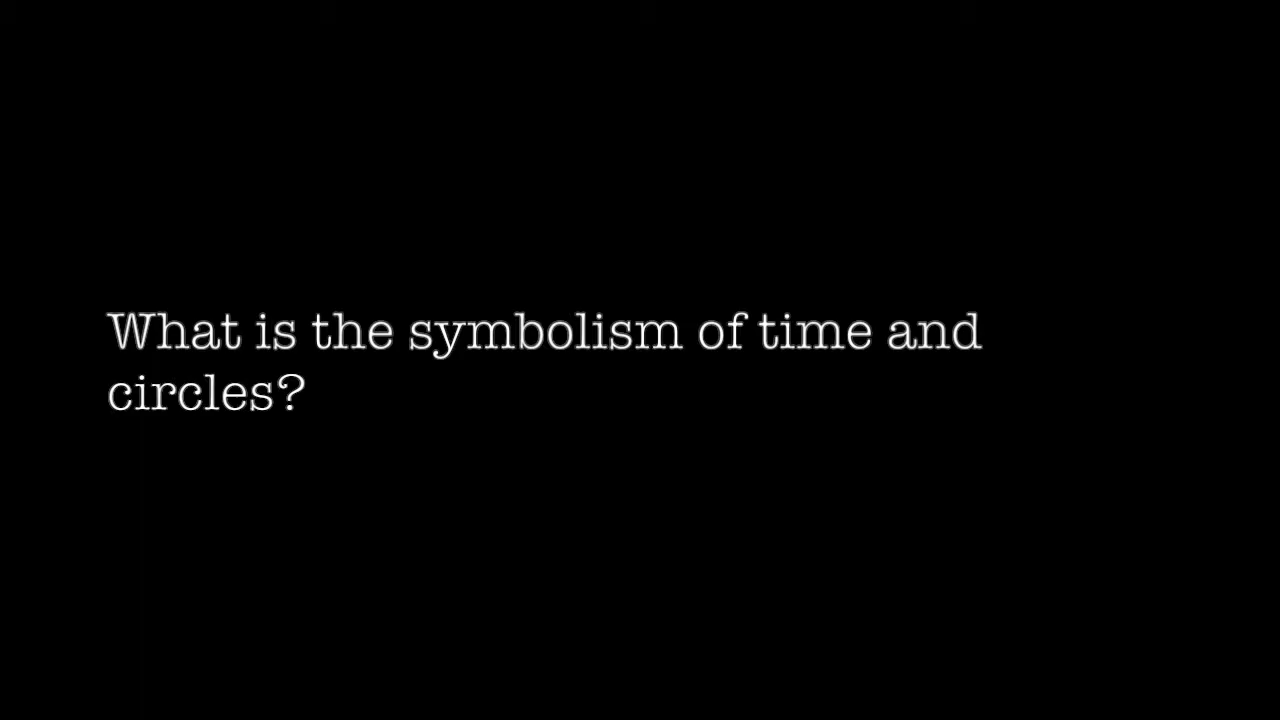 What is the symbolism of time and
circles?